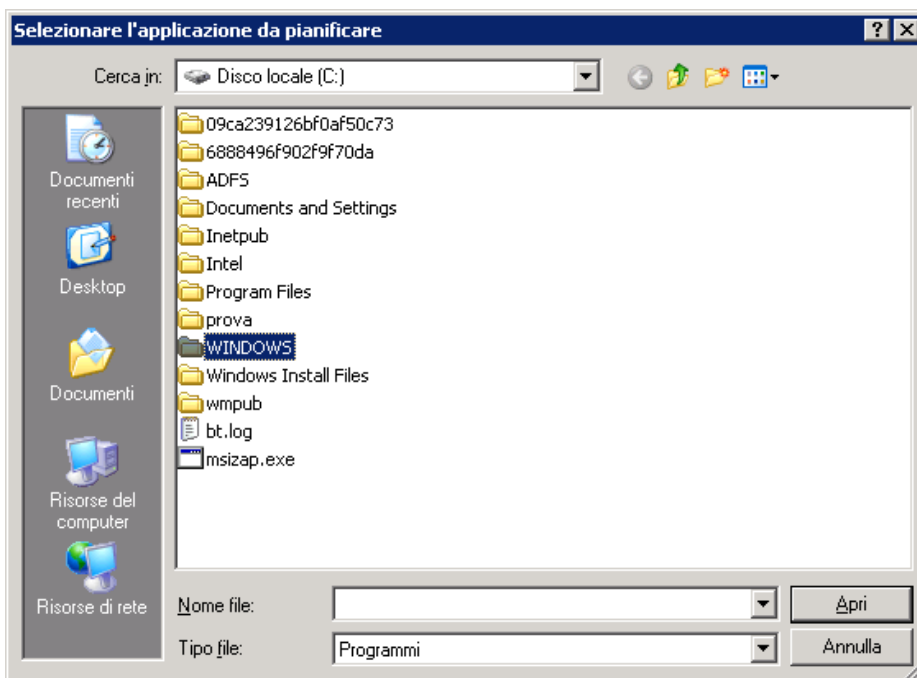 Selezionare l'applicazione da pianificare
Cerca in:
Disco locale (C:)
Documenti
recenti
Desktop
Documenti
Risorse del
computer
Risorse di rete
09ca239126bf0af50c73
6888496f902f9f70da
ADFS
Documents and Settings
Inetpub
Intel
Program Files
prova
WINDOWS
Windows Install Files
wmpub
bt.log
msizap.exe
Nome file:
Apri
Tipo file:
Programmi
Annulla